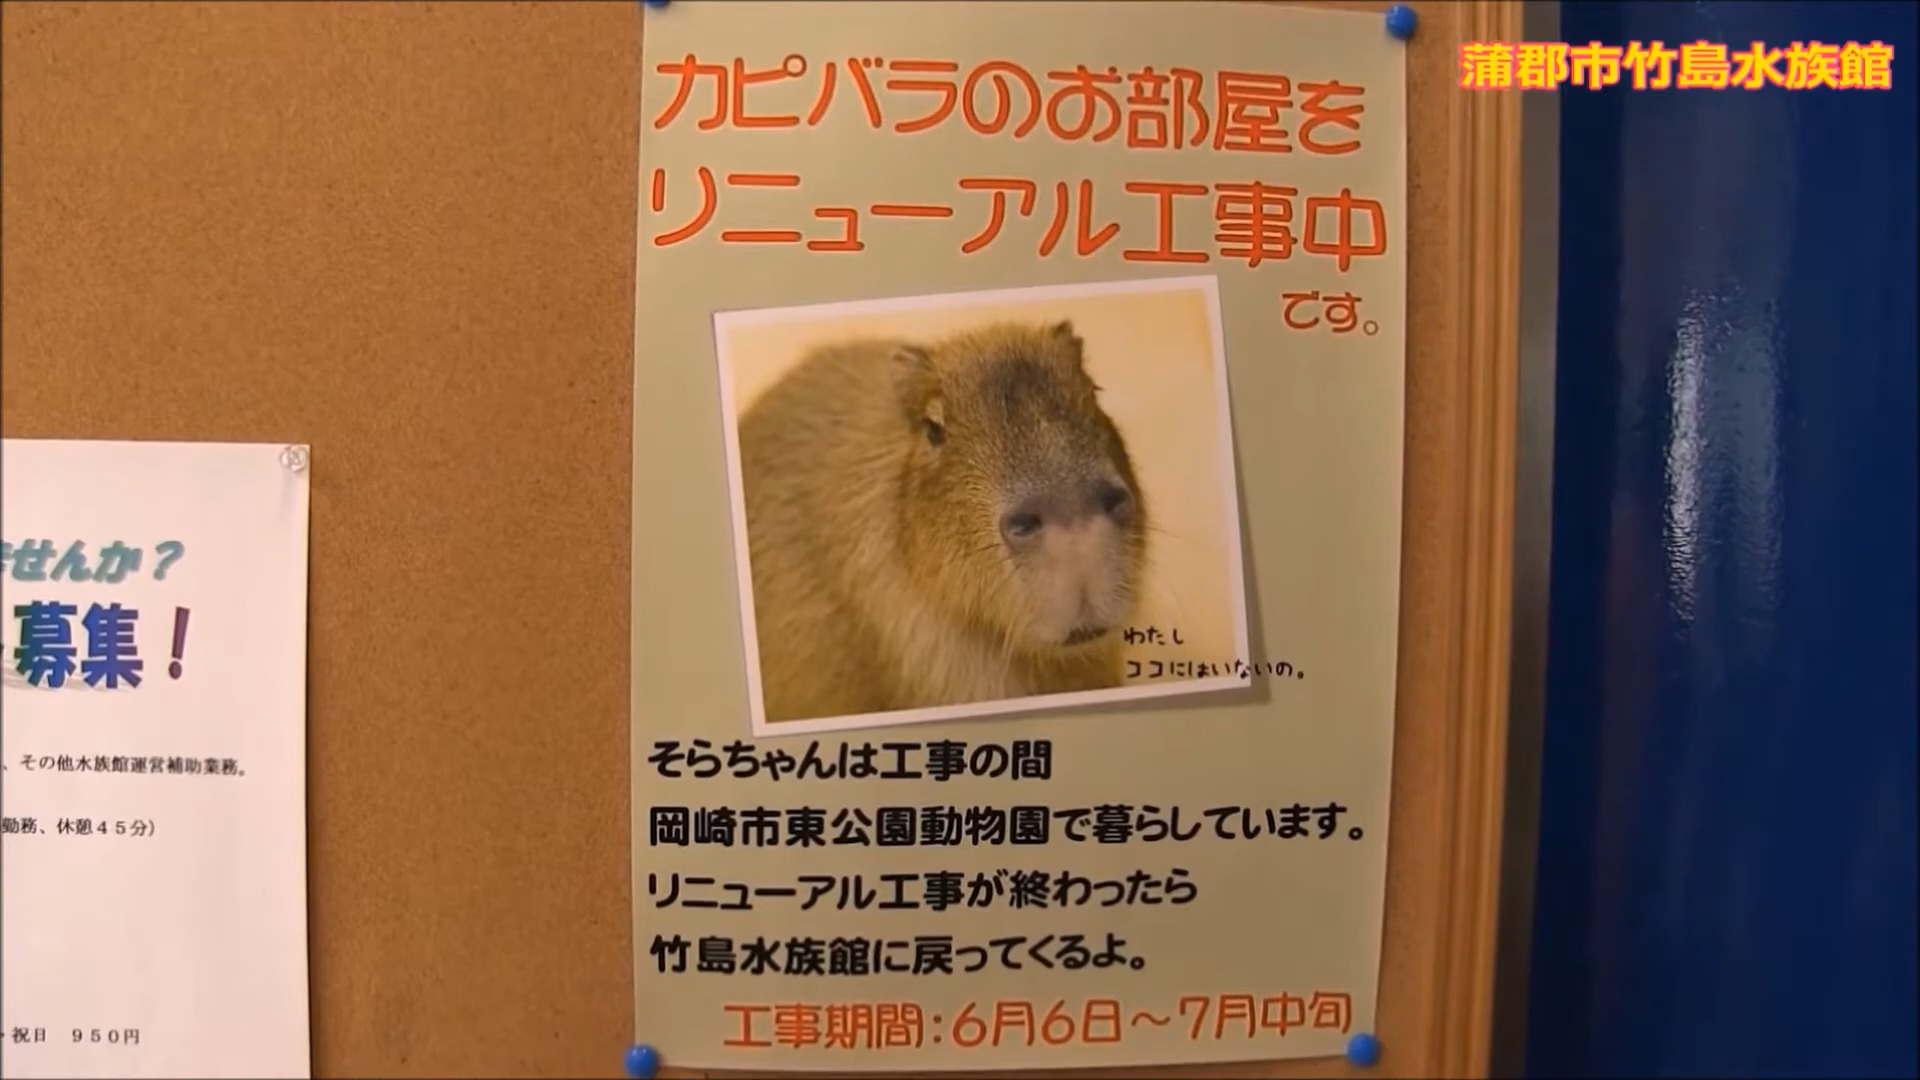 蒲郡市竹島水族館
カピバラのお部屋を
リニューアル工事中
です。
わたし
ココにはいないの。
そらちゃんは工事の間
岡崎市東公園動物園で暮らしています。
リニューアル工事が終わったら
竹島水族館に戻ってくるよ。
工事期間:6月6日〜7月中旬
ませんか?
募集!
、その他水族館運営補助業務。
勤務、休憩45分)
・祝日 950円